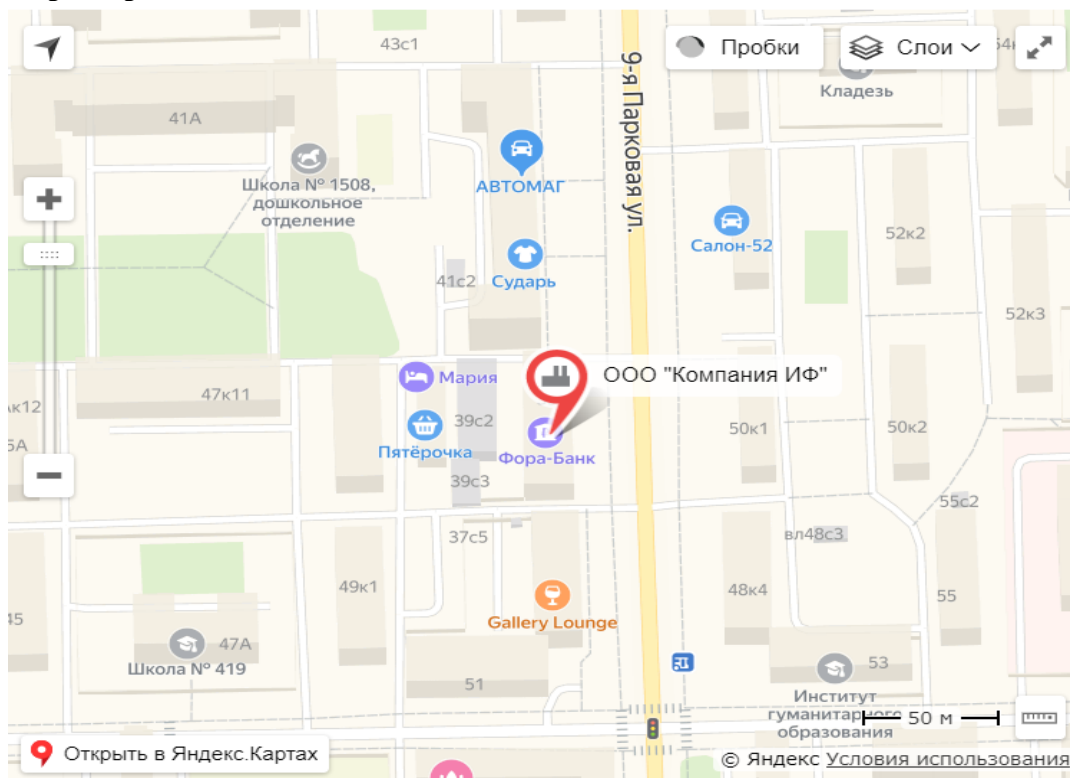 43с1
Пробки
Слои
9-я Парковая ул.
Кладезь
41А
Школа № 1508,
дошкольное
отделение
АВТОМАГ
Салон-52
52к2
41с2
Сударь
52к3
ООО "Компания ИФ"
Мария
47к11
39с2
Пятёрочка
Фора-Банк
50к1
50к2
39с3
55с2
37с5
вл48с3
49к1
Gallery Lounge
48к4
55
45
47А
Школа № 419
51
53
Институт
гуманитарного
образования
50 м
Открыть в Яндекс.Картах
© Яндекс Условия использования